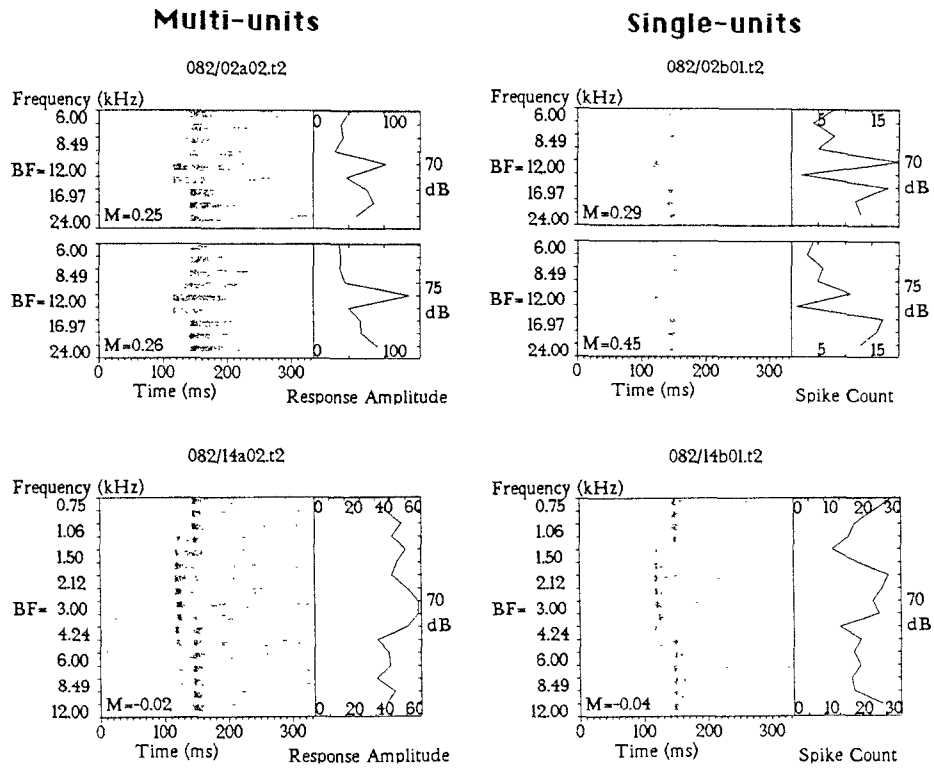 Multi-units Single-units
082/02a02.t2 082/02b01.t2
Frequency (kHz) Frequency (kHz)
6.00 0 100 6.00 5 15
8.49 8.49
BF= 12.00 70 BF= 12.00 70
16.97 dB 16.97 dB
24.00 M=0.25 24.00 M=0.29
6.00 6.00
8.49 75 8.49 75
BF= 12.00 dB BF= 12.00 dB
16.97 16.97
24.00 M=0.26 0 100 24.00 M=0.45 5 15
0 100 200 300 0 100 200 300
Time (ms) Response Amplitude Time (ms) Spike Count
082/14a02.t2 082/14b01.t2
Frequency (kHz) Frequency (kHz)
0.75 0 20 40 60 0.75 0 10 20 30
1.06 1.06
1.50 1.50
2.12 2.12
BF= 3.00 70 BF= 3.00 70
4.24 dB 4.24 dB
6.00 6.00
8.49 8.49
12.00 M=-0.02 0 20 40 60 12.00 M=-0.04 0 10 20 30
0 100 200 300 0 100 200 300
Time (ms) Response Amplitude Time (ms) Spike Count